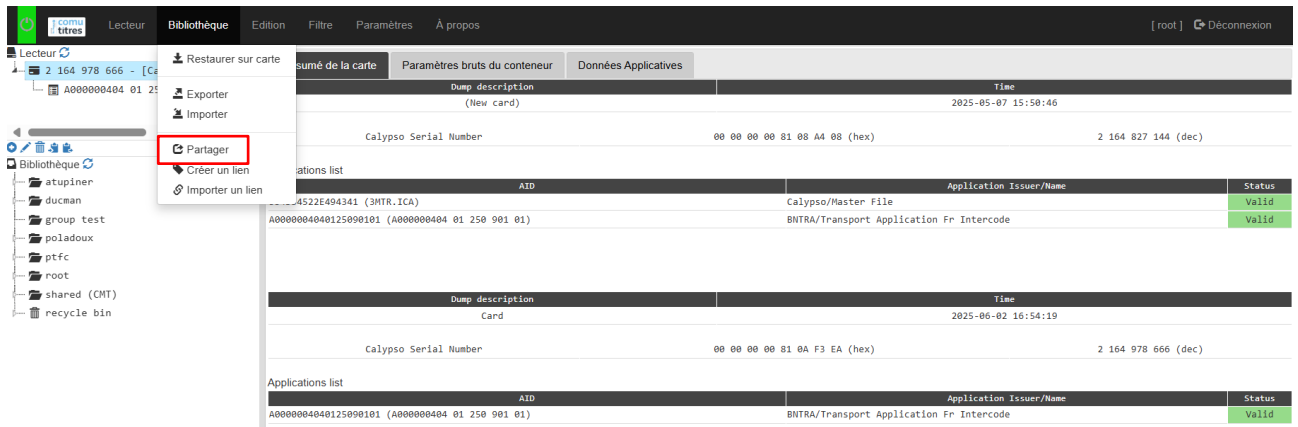 comu
titres
Lecteur
Bibliothèque
Edition
Filtre
Paramètres
À propos
[ root ]
Déconnexion
Lecteur
2 164 978 666 - [Ca
A000000404 01 25
Bibliothèque
atupiner
ducman
group test
poladoux
ptfc
root
shared (CMT)
recycle bin
Restaurer sur carte
Exporter
Importer
Partager
Créer un lien
Importer un lien
sumé de la carte
Paramètres bruts du conteneur
Données Applicatives
Dump description Time
(New card) 2025-05-07 15:50:46
Calypso Serial Number 00 00 00 00 81 08 A4 08 (hex) 2 164 827 144 (dec)
ations list
AID Application Issuer/Name Status
4522E494341 (3MTR.ICA) Calypso/Master File Valid
A0000004040125090101 (A000000404 01 250 901 01) BNTRA/Transport Application Fr Intercode Valid
Dump description Time
Card 2025-06-02 16:54:19
Calypso Serial Number 00 00 00 00 81 0A F3 EA (hex) 2 164 978 666 (dec)
Applications list
AID Application Issuer/Name Status
A0000004040125090101 (A000000404 01 250 901 01) BNTRA/Transport Application Fr Intercode Valid